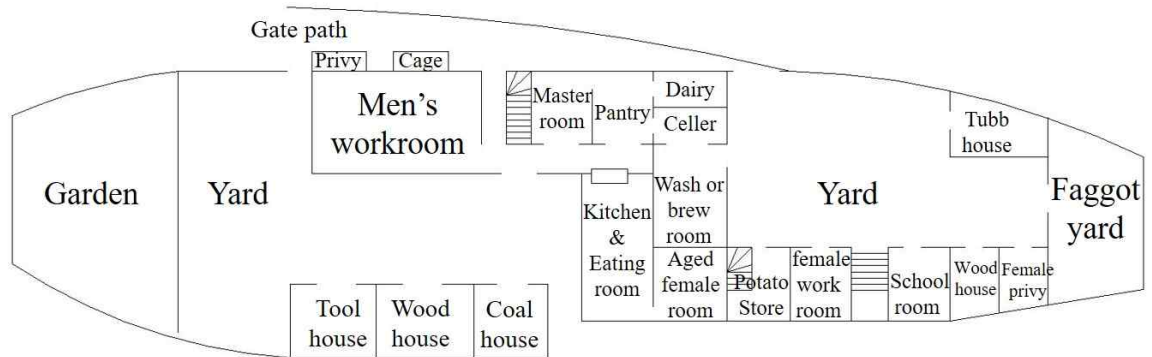 Gate path
Privy
Cage
Men's
workroom
Master
room
Pantry
Dairy
Celler
Tubb
house
Garden
Yard
Kitchen
&
Eating
room
Wash or
brew
room
Yard
Faggot
yard
Aged
female
room
Potato
Store
female
work
room
School
room
Wood
house
Female
privy
Tool
house
Wood
house
Coal
house